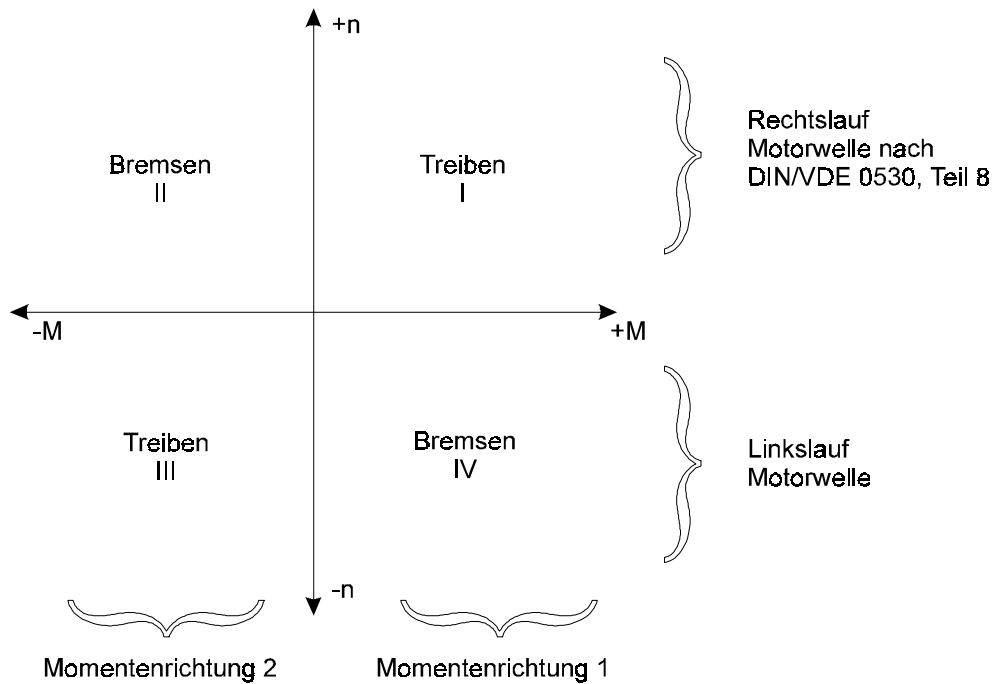 +n
Bremsen
II
Treiben
I
Rechtslauf
Motorwelle nach
DIN/VDE 0530, Teil 8
-M
+M
Treiben
III
Bremsen
IV
Linkslauf
Motorwelle
-n
Momentenrichtung 2
Momentenrichtung 1